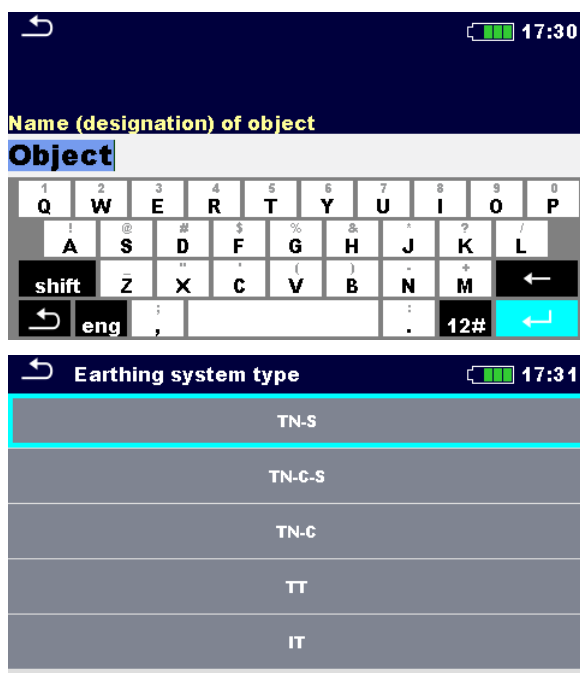 17:30
Name (designation) of object
Object
1 2 3 4 5 6 7 8 9 0
Q W E R T Y U I O P
! @ # $ % & * ? /
A S D F G H J K L
_ " ' ( ) - +
shift Z X C V B N M
; :
eng , . 12#
Earthing system type 17:31
TN-S
TN-C-S
TN-C
TT
IT